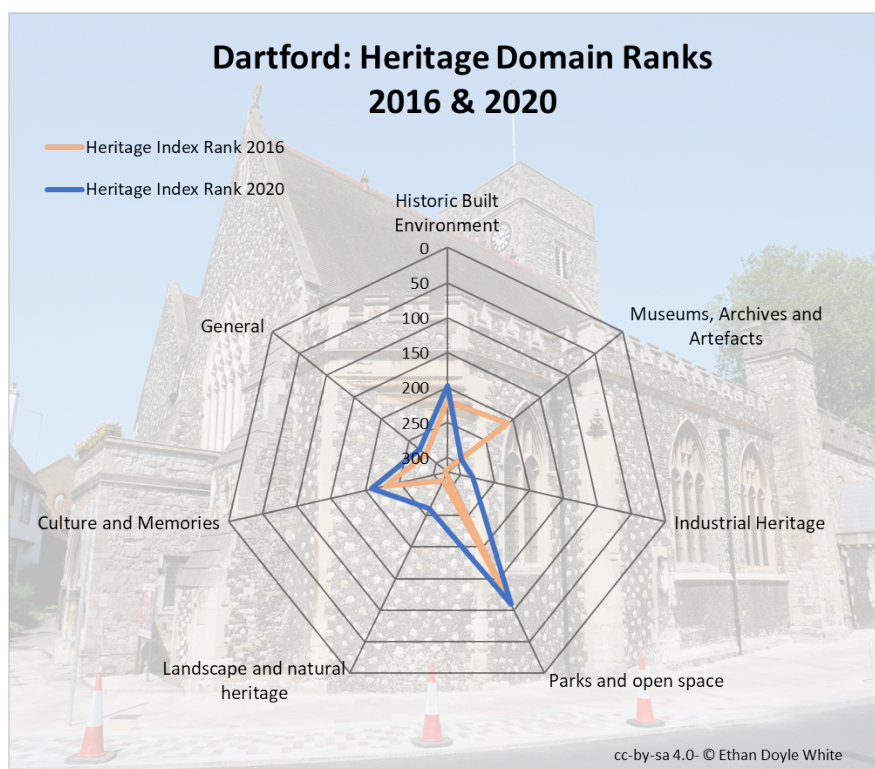 Dartford: Heritage Domain Ranks
2016 & 2020
Heritage Index Rank 2016
Heritage Index Rank 2020
Historic Built
Environment
0
50
100
150
200
250
300
Museums, Archives and
Artefacts
Industrial Heritage
Parks and open space
Landscape and natural
heritage
Culture and Memories
General
cc-by-sa 4.0- © Ethan Doyle White